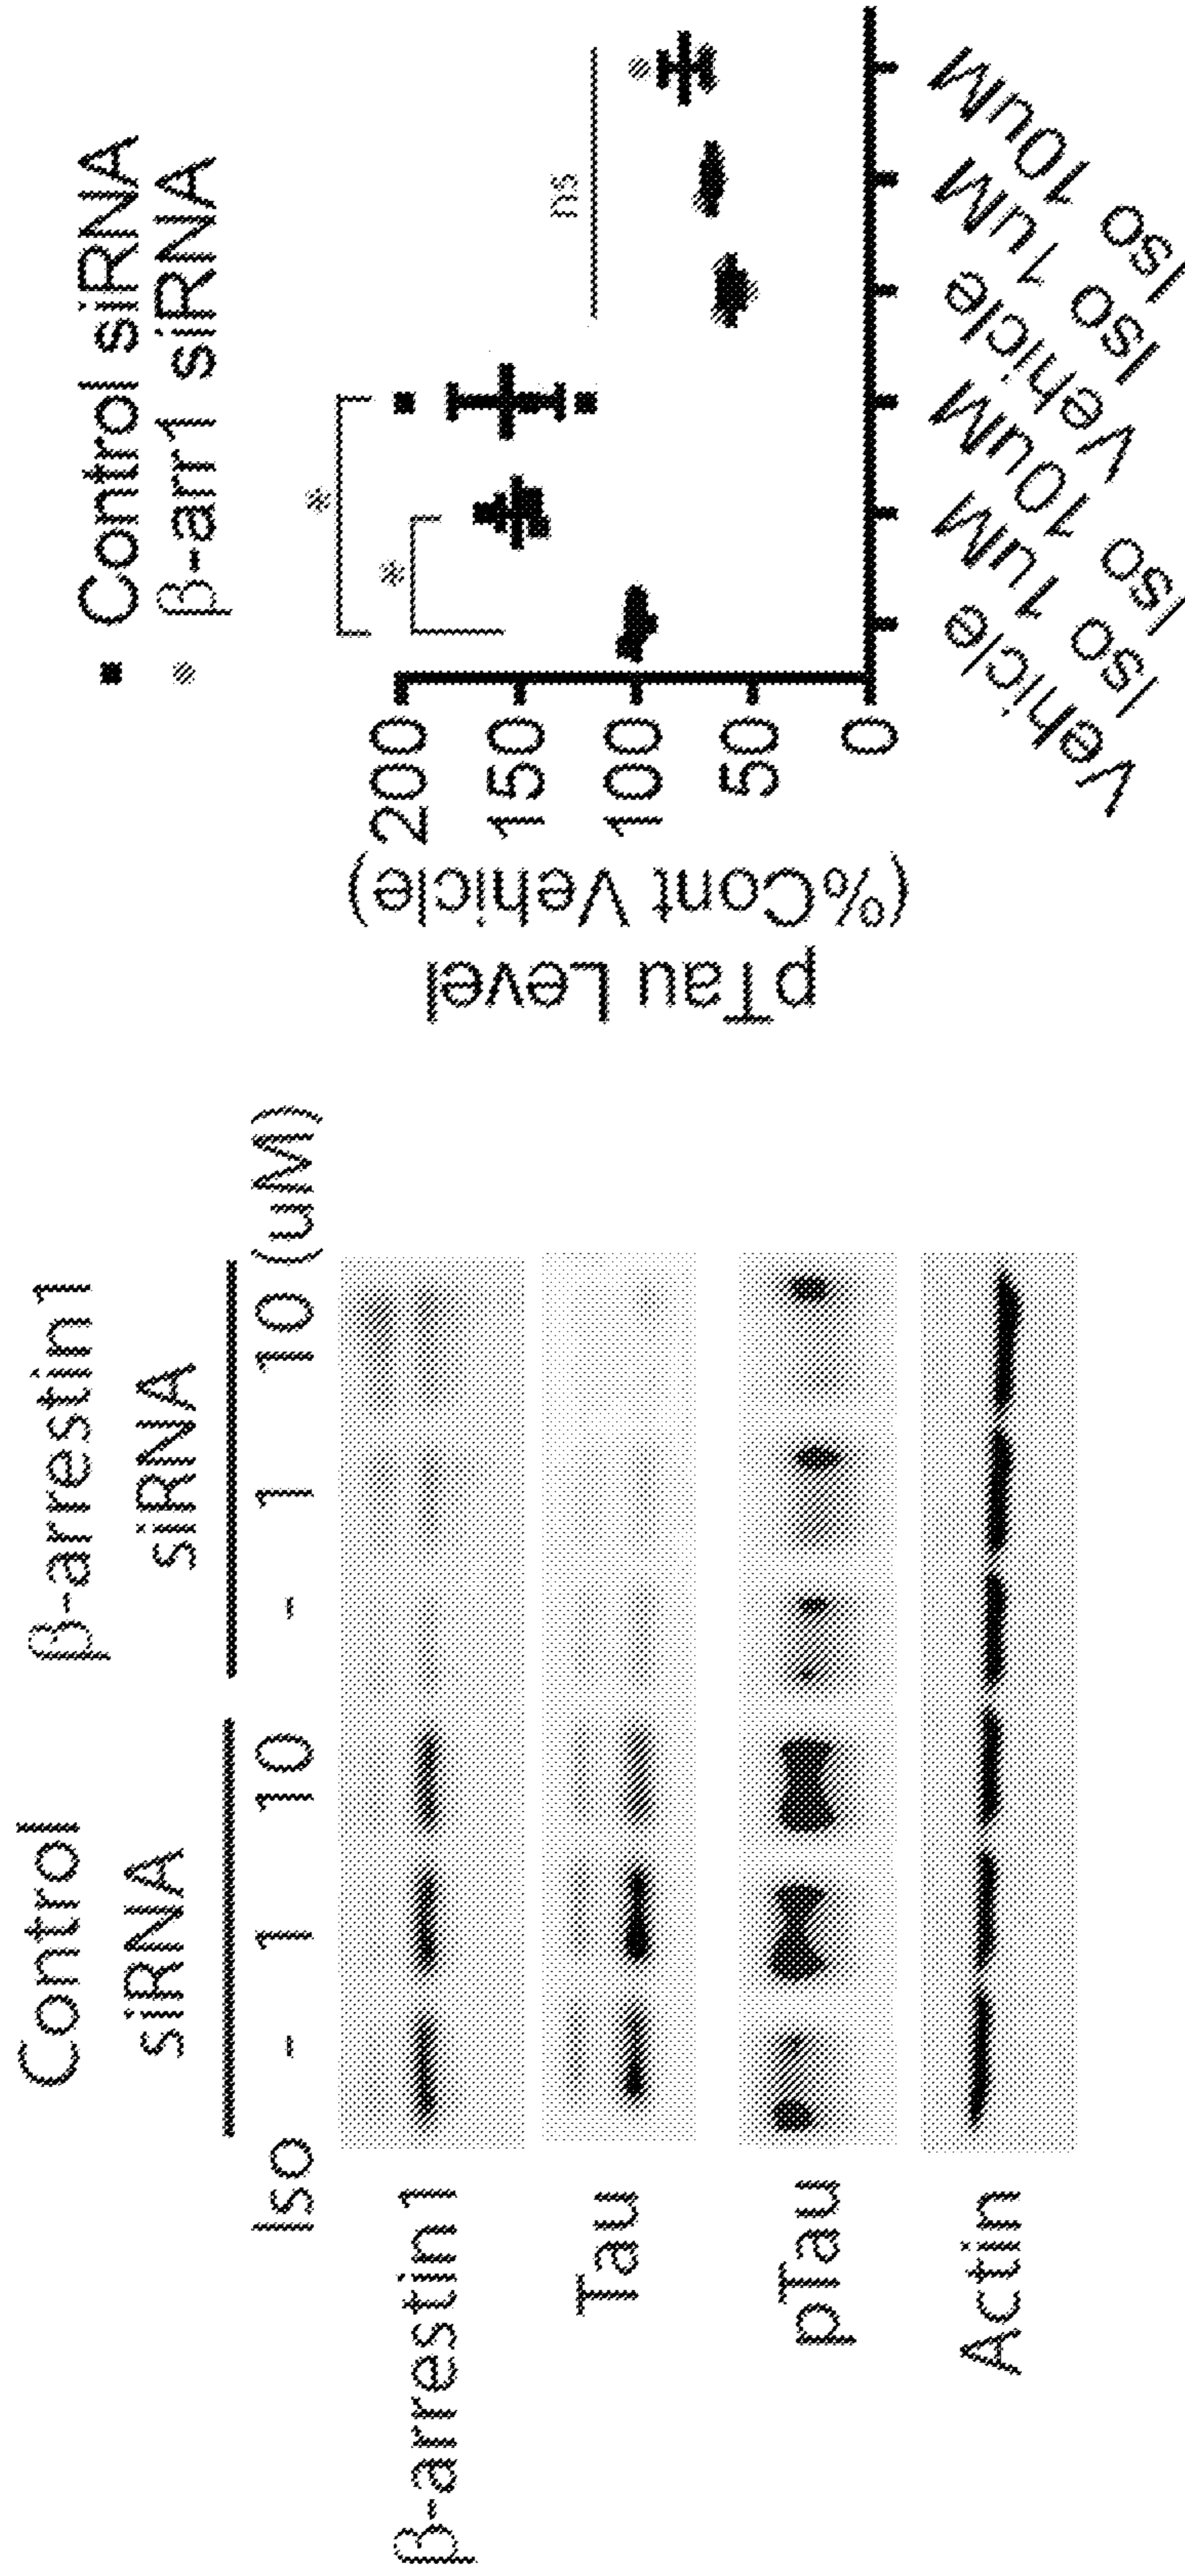 Control
siRNA
β-arrestin1
siRNA
Iso - 1 10 - 1 10 (uM)
β-arrestin1
Tau
pTau
Actin
■ Control siRNA
β-arr1 siRNA
pTau Level
(%Cont Vehicle)
200
150
100
50
0
*
*
ns
Vehicle
Iso 1uM
Iso 10uM
Vehicle
Iso 1uM
Iso 10uM